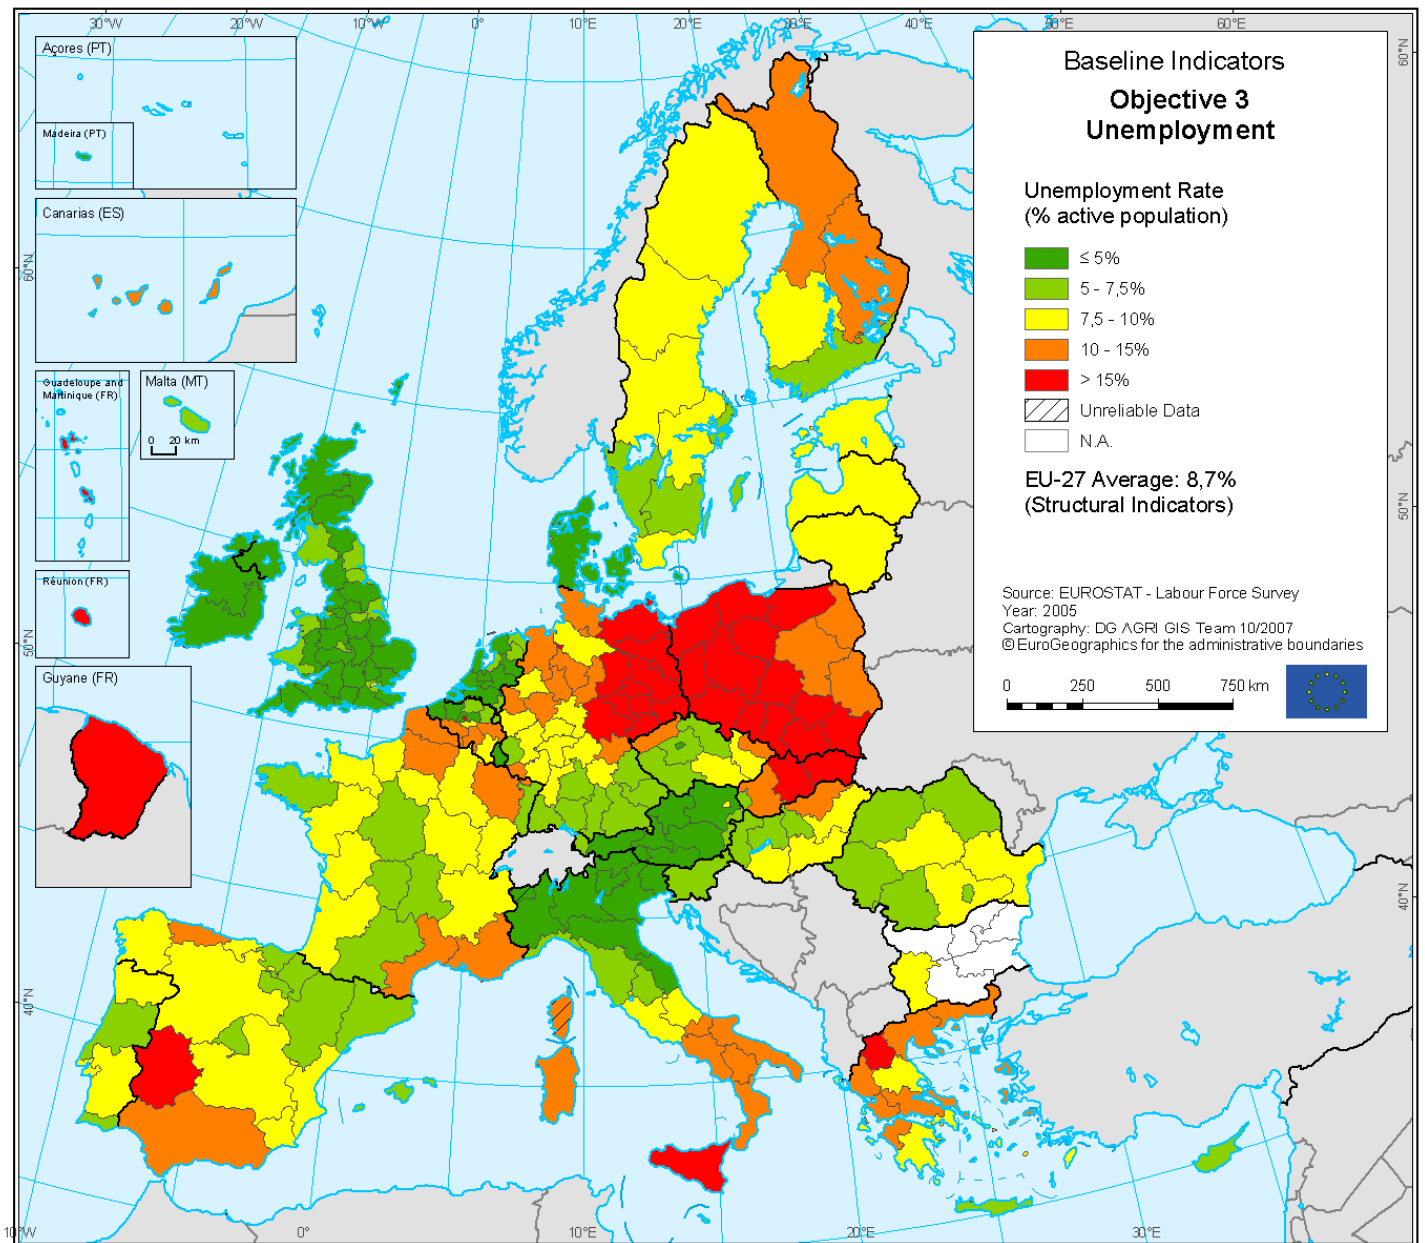 30°W
20°W
10°W
0°
10°E
20°E
30°E
40°E
50°E
60°E
Açores (PT)
Madeira (PT)
Canarias (ES)
Guadeloupe and
Martinique (FR)
Malta (MT)
0 20 km
Réunion (FR)
Guyane (FR)
Baseline Indicators
Objective 3
Unemployment
Unemployment Rate
(% active population)
≤ 5%
5 - 7,5%
7,5 - 10%
10 - 15%
> 15%
Unreliable Data
N.A.
EU-27 Average: 8,7%
(Structural Indicators)
Source: EUROSTAT - Labour Force Survey
Year: 2005
Cartography: DG AGRI GIS Team 10/2007
© EuroGeographics for the administrative boundaries
0 250 500 750 km
60°N
50°N
40°N
60°N
50°N
40°N
10°W
0°
10°E
20°E
30°E